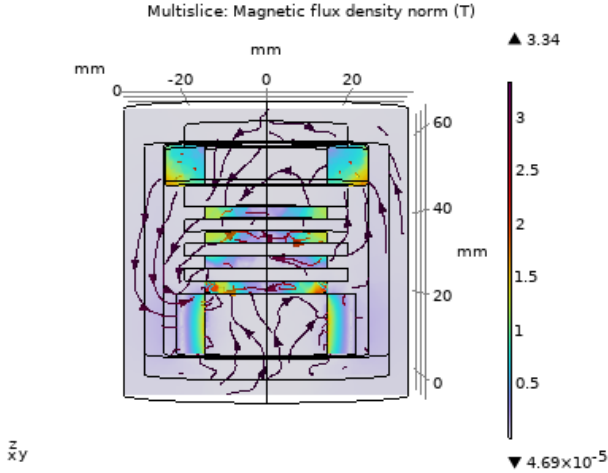 Multislice: Magnetic flux density norm (T)
▲ 3.34
mm
mm
0 -20 0 20
60
40
mm
20
0
3
2.5
2
1.5
1
0.5
▼ 4.69×10⁻⁵
z
x y